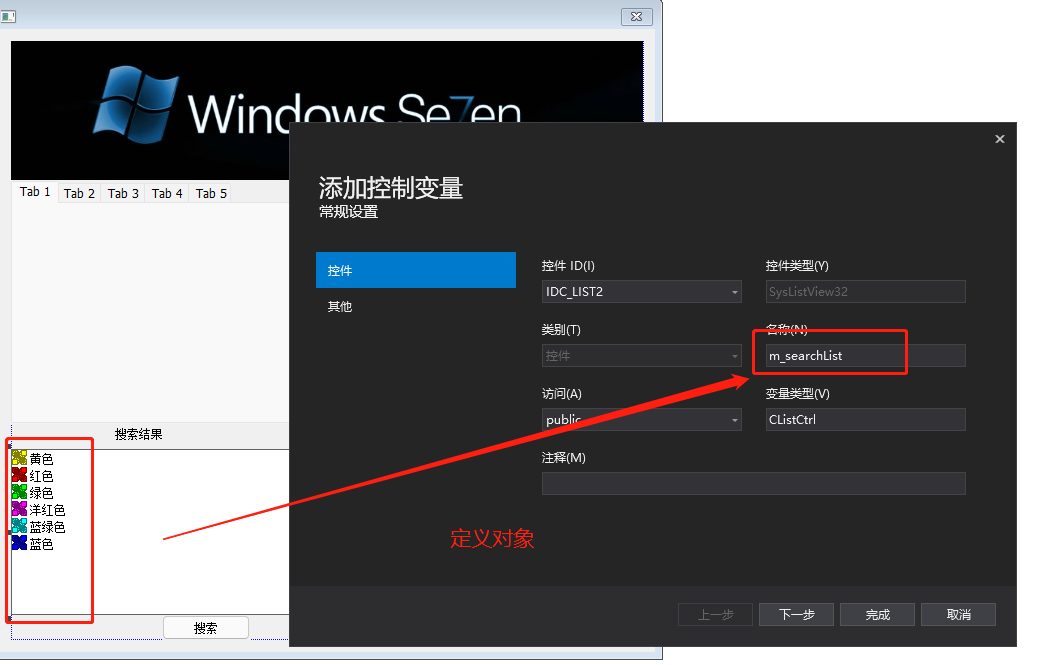 Windows Se7en
Tab 1 Tab 2 Tab 3 Tab 4 Tab 5
搜索结果
黄色
红色
绿色
洋红色
蓝绿色
蓝色
搜索
添加控制变量
常规设置
控件
其他
控件 ID(I)
IDC_LIST2
控件类型(Y)
SysListView32
类别(T)
控件
名称(N)
m_searchList
访问(A)
public
变量类型(V)
CListCtrl
注释(M)
定义对象
上一步 下一步 完成 取消